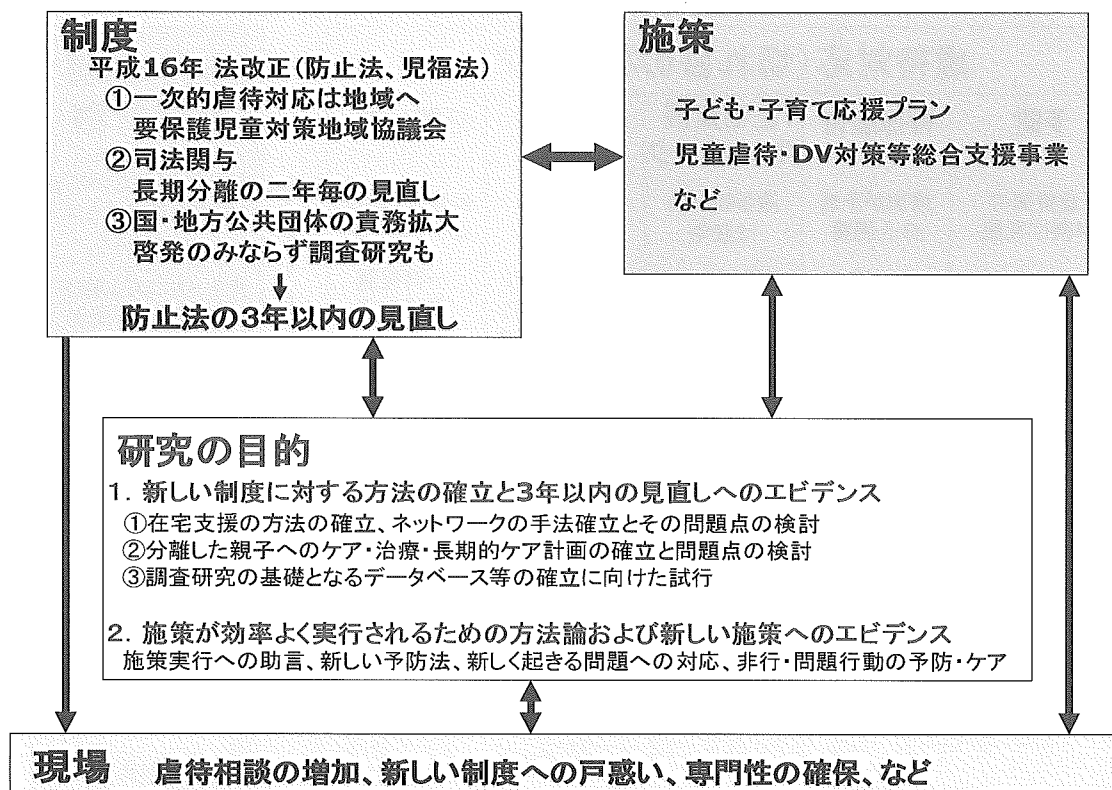 制度
平成16年 法改正(防止法、児福法)
①一次的虐待対応は地域へ
要保護児童対策地域協議会
②司法関与
長期分離の二年毎の見直し
③国・地方公共団体の責務拡大
啓発のみならず調査研究も
防止法の3年以内の見直し
施策
子ども・子育て応援プラン
児童虐待・DV対策等総合支援事業
など
研究の目的
1. 新しい制度に対する方法の確立と3年以内の見直しへのエビデンス
①在宅支援の方法の確立、ネットワークの手法確立とその問題点の検討
②分離した親子へのケア・治療・長期的ケア計画の確立と問題点の検討
③調査研究の基礎となるデータベース等の確立に向けた試行
2. 施策が効率よく実行されるための方法論および新しい施策へのエビデンス
施策実行への助言、新しい予防法、新しく起きる問題への対応、非行・問題行動の予防・ケア
現場 虐待相談の増加、新しい制度への戸惑い、専門性の確保、など